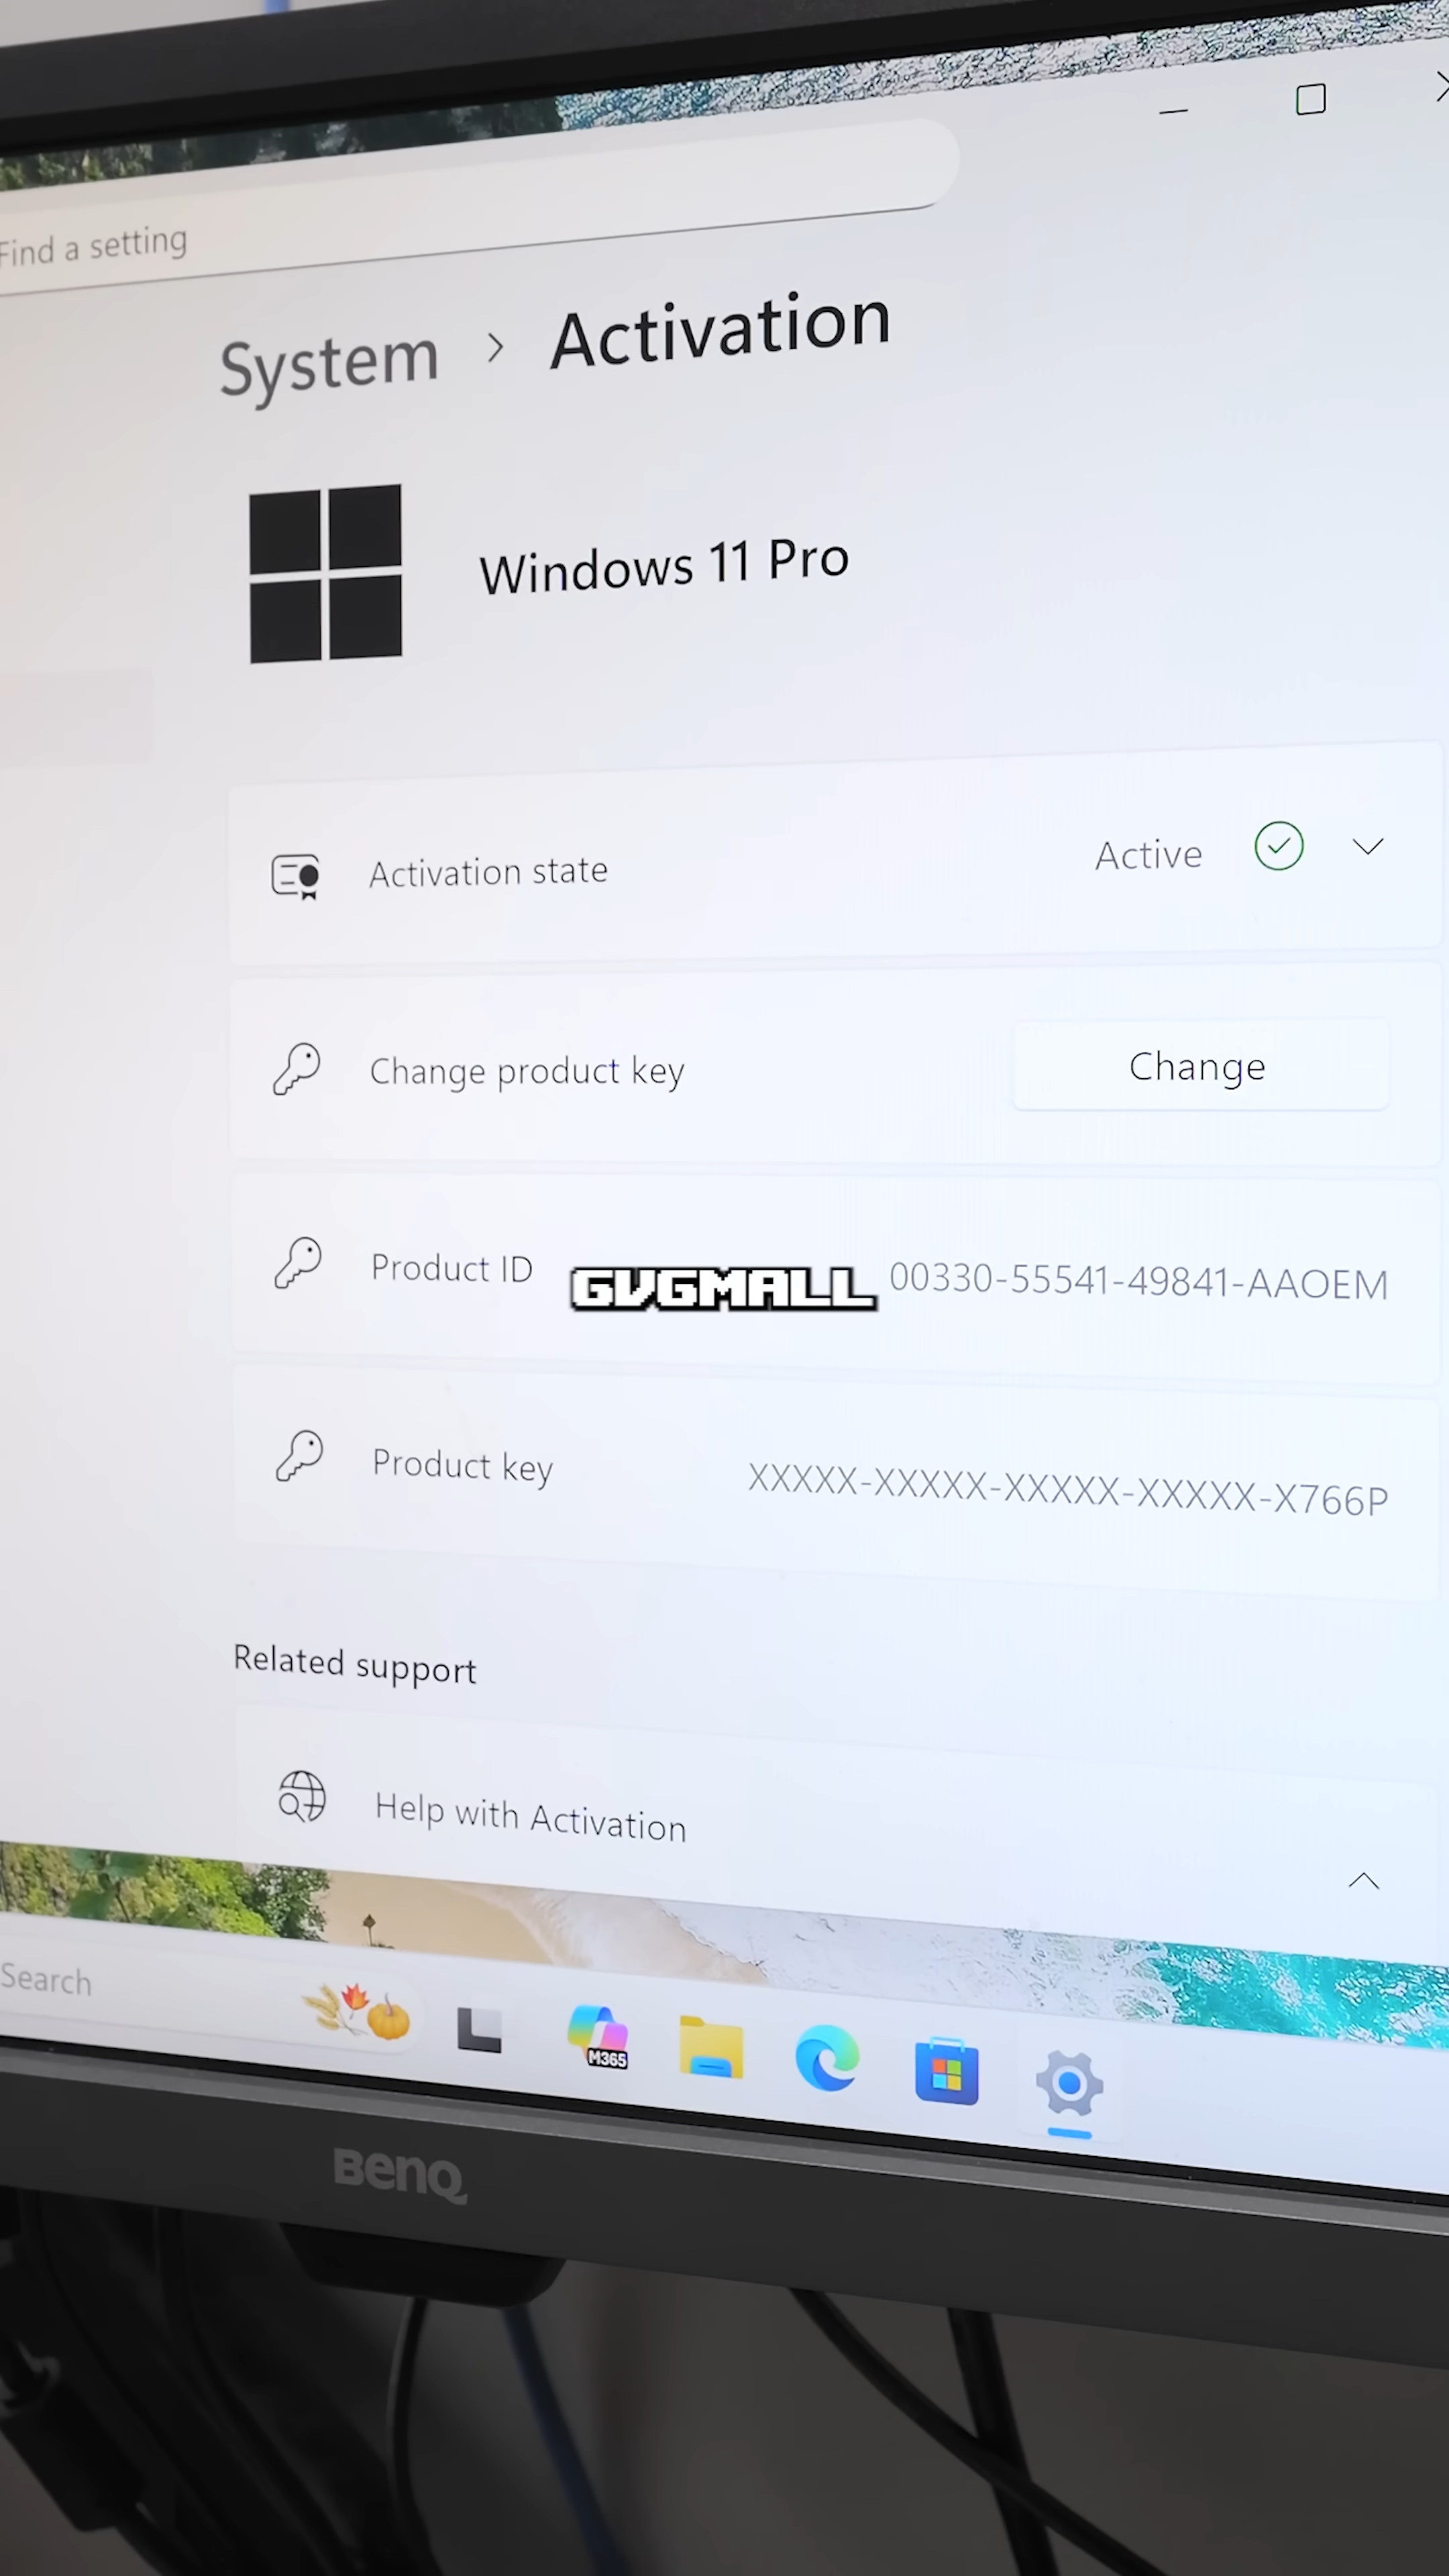 Find a setting
System > Activation
Windows 11 Pro
Activation state Active
Change product key Change
Product ID GVGMALL 00330-55541-49841-AAOEM
Product key XXXXX-XXXXX-XXXXX-XXXXX-X766P
Related support
Help with Activation
Search
M365
BenQ